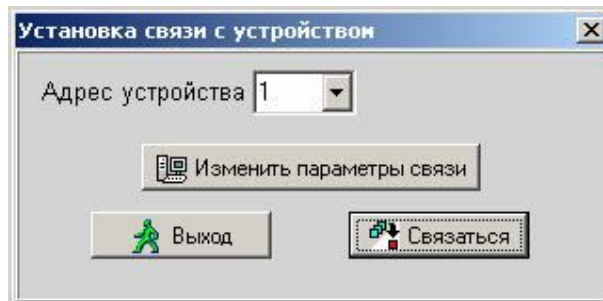 Установка связи с устройством
Адрес устройства 1
Изменить параметры связи
Выход
Связаться